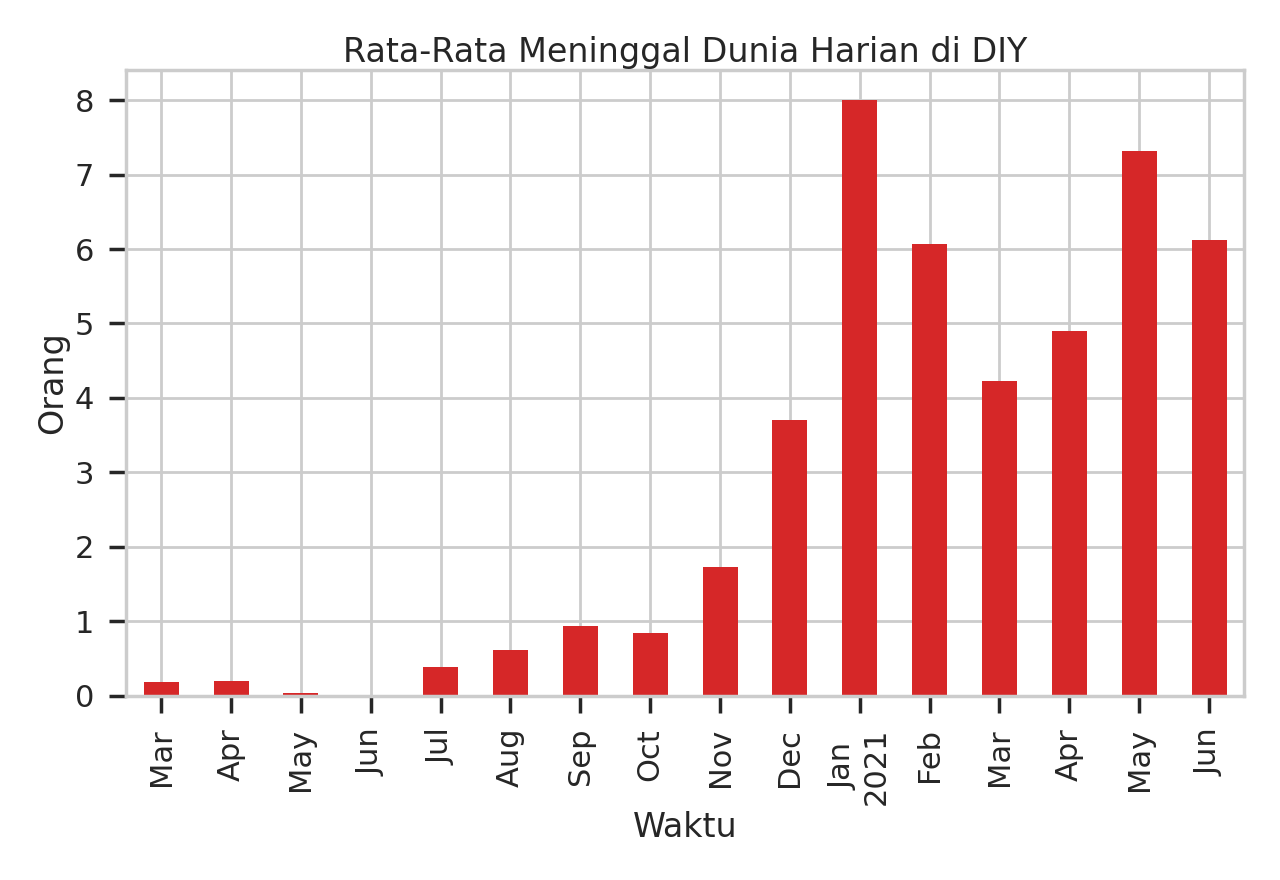 Rata-Rata Meninggal Dunia Harian di DIY
8
7
6
5
4
3
2
1
0
Orang
Mar
Apr
May
Jun
Jul
Aug
Sep
Oct
Nov
Dec
Jan
2021
Feb
Mar
Apr
May
Jun
Waktu